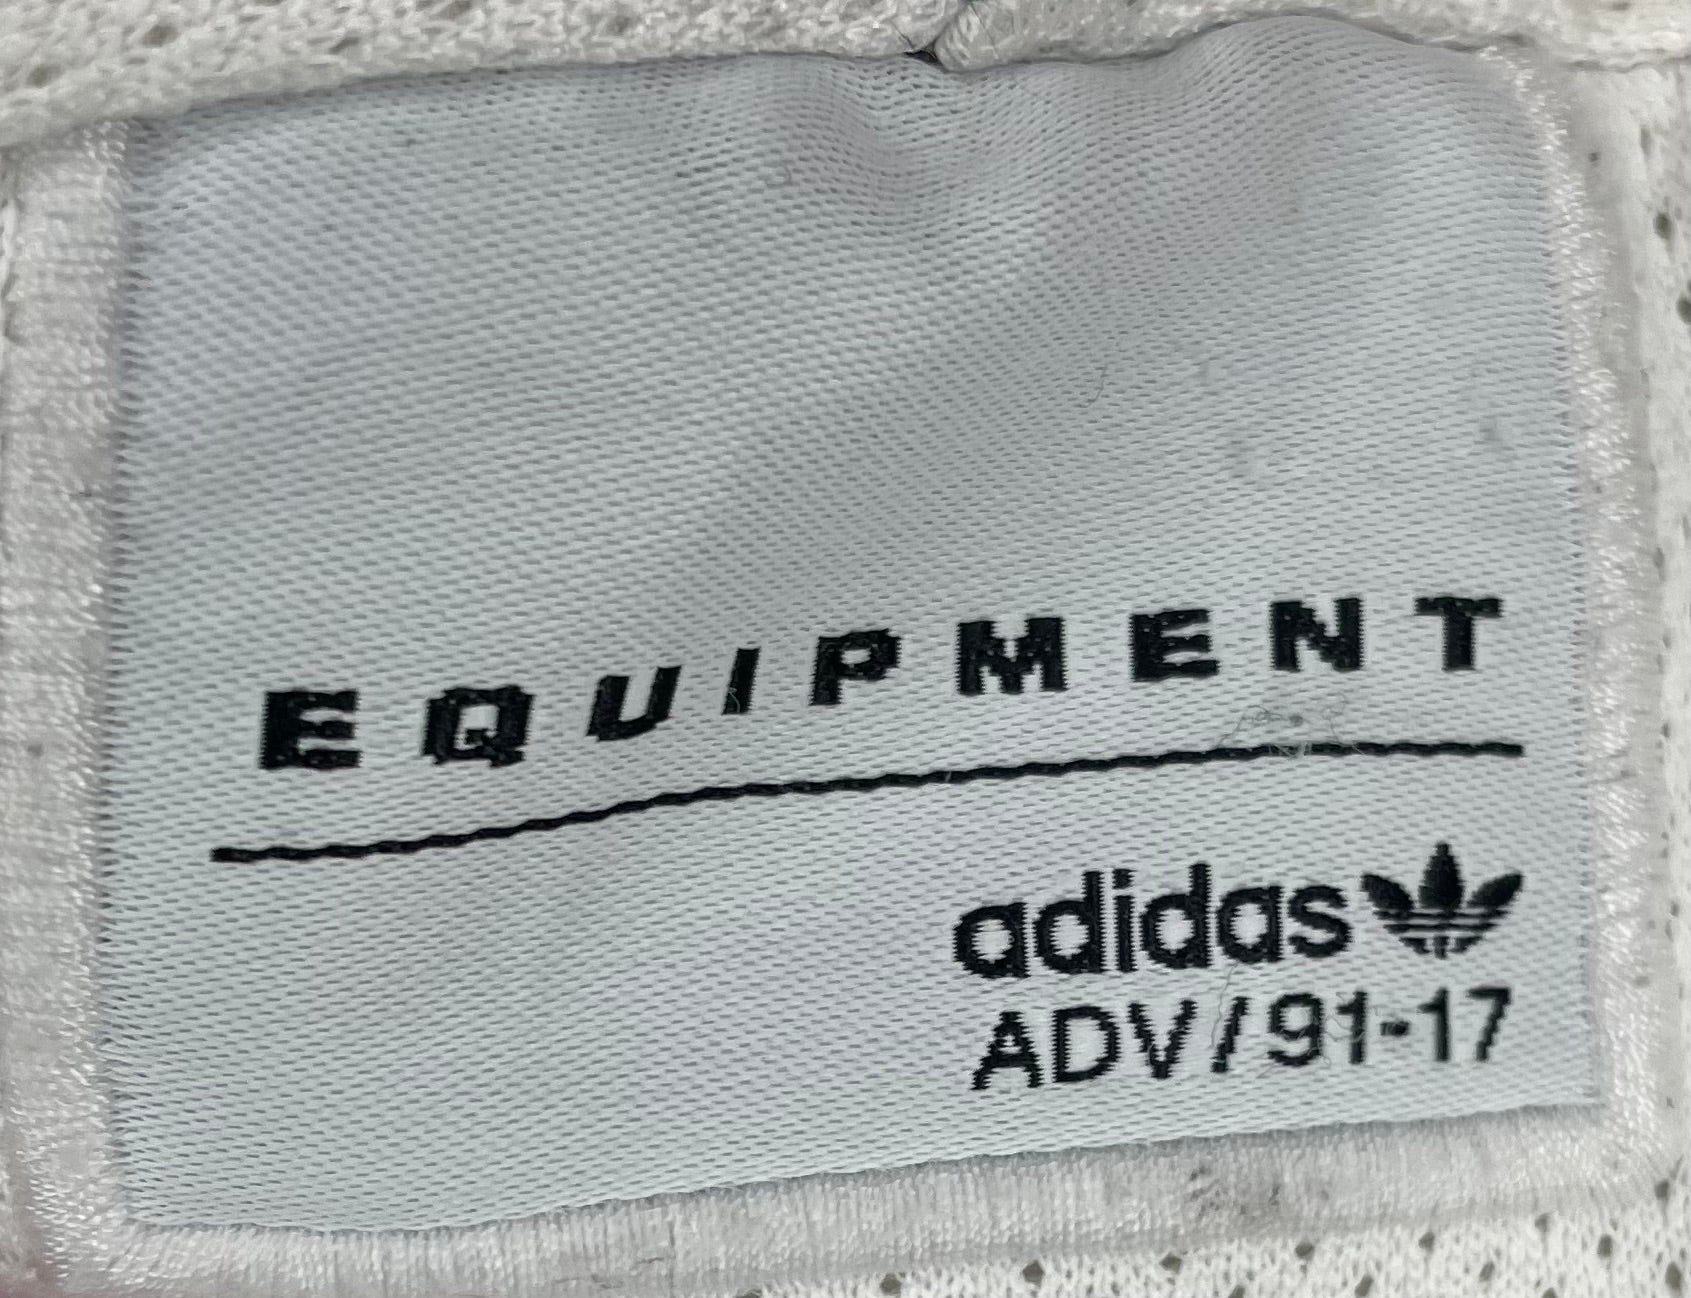 EQUIPMENT
adidas
ADV/91-17